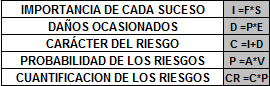 IMPORTANCIA DE CADA SUCESO I =F*S
DAÑOS OCASIONADOS D =P*E
CARÁCTER DEL RIESGO C =I+D
PROBABILIDAD DE LOS RIESGOS P =A*V
CUANTIFICACION DE LOS RIESGOS CR =C*P